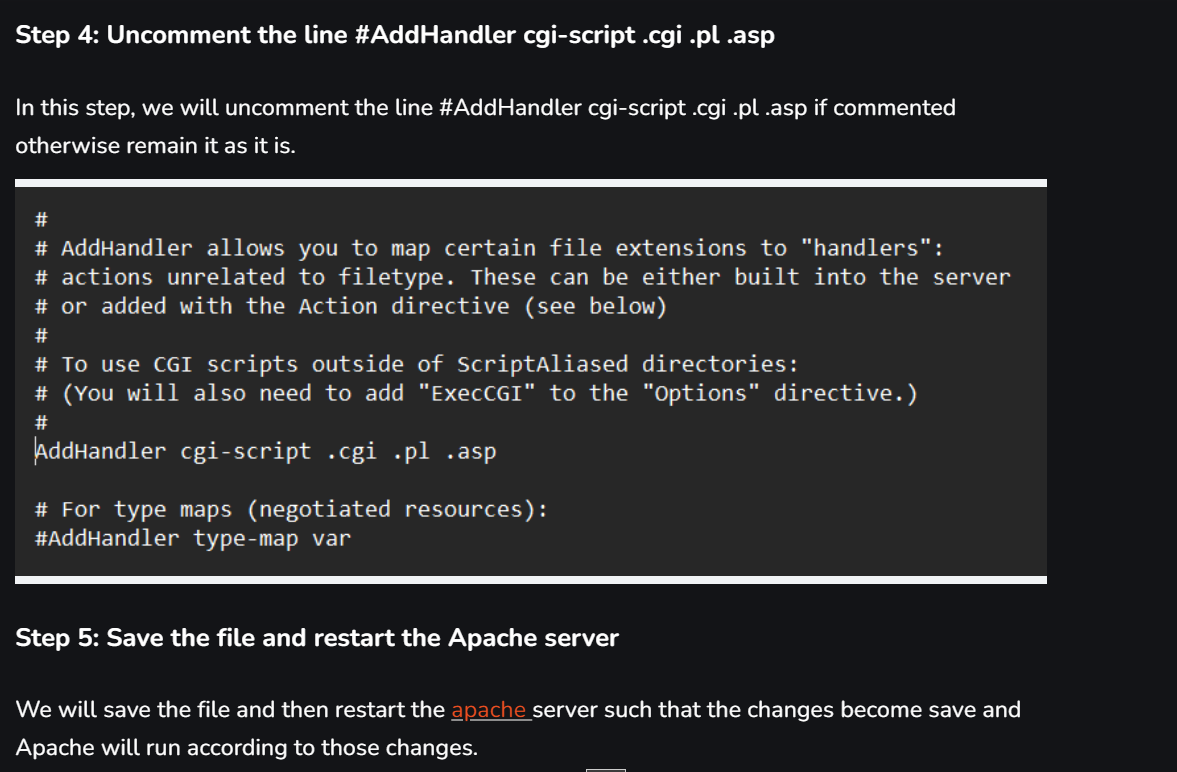 Step 4: Uncomment the line #AddHandler cgi-script .cgi .pl .asp
In this step, we will uncomment the line #AddHandler cgi-script .cgi .pl .asp if commented
otherwise remain it as it is.
#
# AddHandler allows you to map certain file extensions to "handlers":
# actions unrelated to filetype. These can be either built into the server
# or added with the Action directive (see below)
#
# To use CGI scripts outside of ScriptAliased directories:
# (You will also need to add "ExecCGI" to the "Options" directive.)
#
AddHandler cgi-script .cgi .pl .asp
# For type maps (negotiated resources):
#AddHandler type-map var
Step 5: Save the file and restart the Apache server
We will save the file and then restart the apache server such that the changes become save and
Apache will run according to those changes.